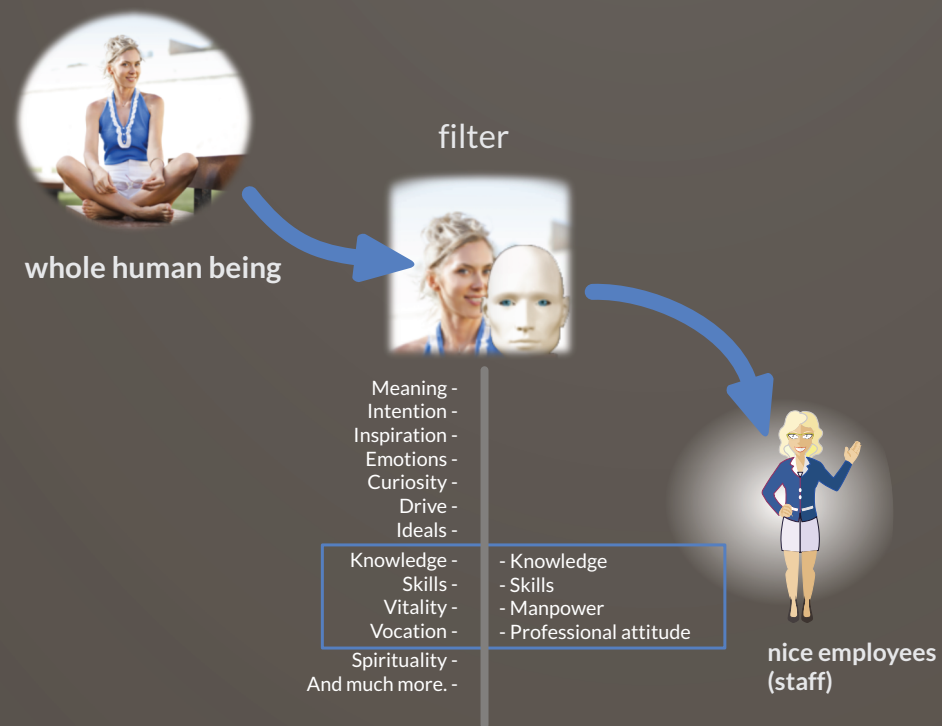 filter
whole human being
Meaning -
Intention -
Inspiration -
Emotions -
Curiosity -
Drive -
Ideals -
Knowledge -
Skills -
Vitality -
Vocation -
Spirituality -
And much more. -
- Knowledge
- Skills
- Manpower
- Professional attitude
nice employees
(staff)